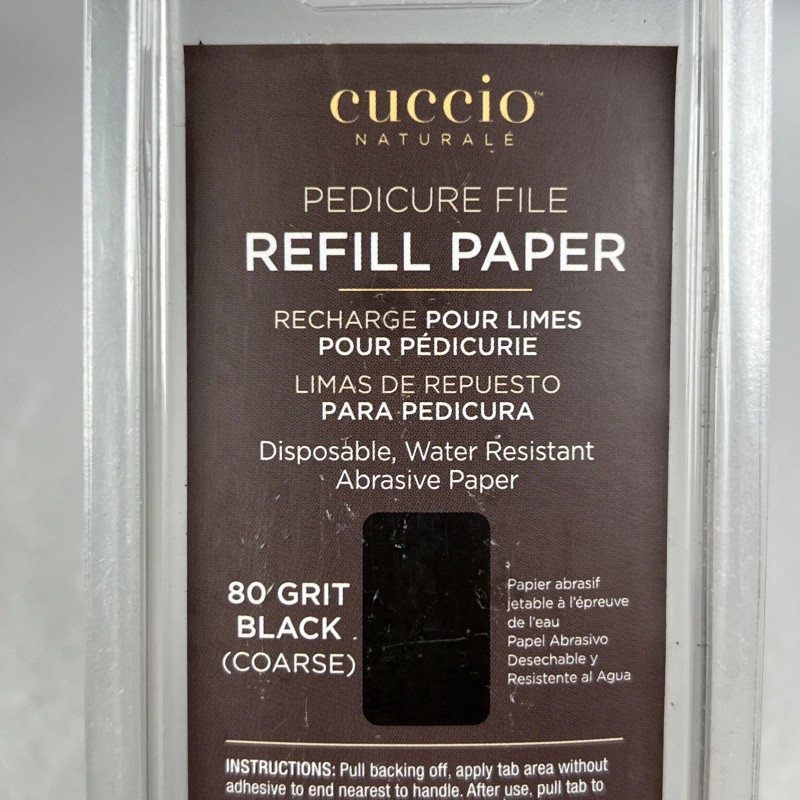 cuccio™
NATURALÉ
PEDICURE FILE
REFILL PAPER
RECHARGE POUR LIMES
POUR PÉDICURIE
LIMAS DE REPUESTO
PARA PEDICURA
Disposable, Water Resistant
Abrasive Paper
80 GRIT
BLACK
(COARSE)
Papier abrasif
jetable à l'épreuve
de l'eau
Papel Abrasivo
Desechable y
Resistente al Agua
INSTRUCTIONS: Pull backing off, apply tab area without
adhesive to end nearest to handle. After use, pull tab to